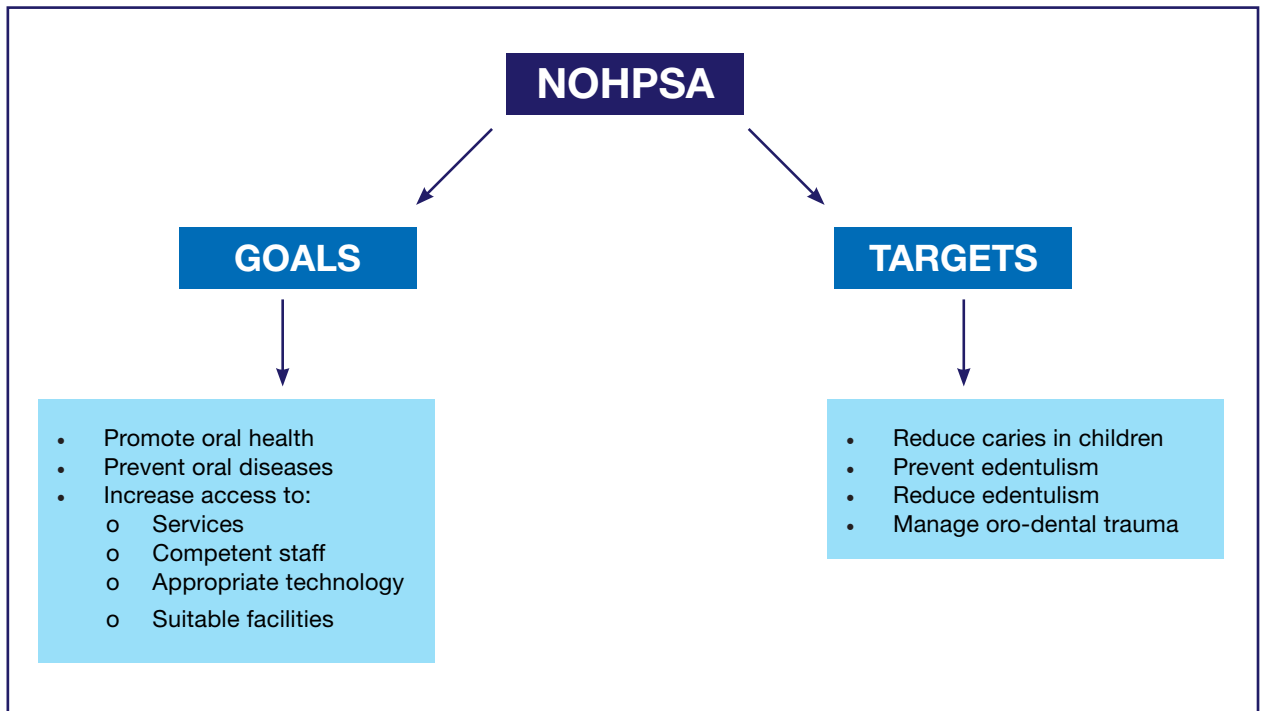 NOHPSA
GOALS
• Promote oral health
• Prevent oral diseases
• Increase access to:
o Services
o Competent staff
o Appropriate technology
o Suitable facilities
TARGETS
• Reduce caries in children
• Prevent edentulism
• Reduce edentulism
• Manage oro-dental trauma